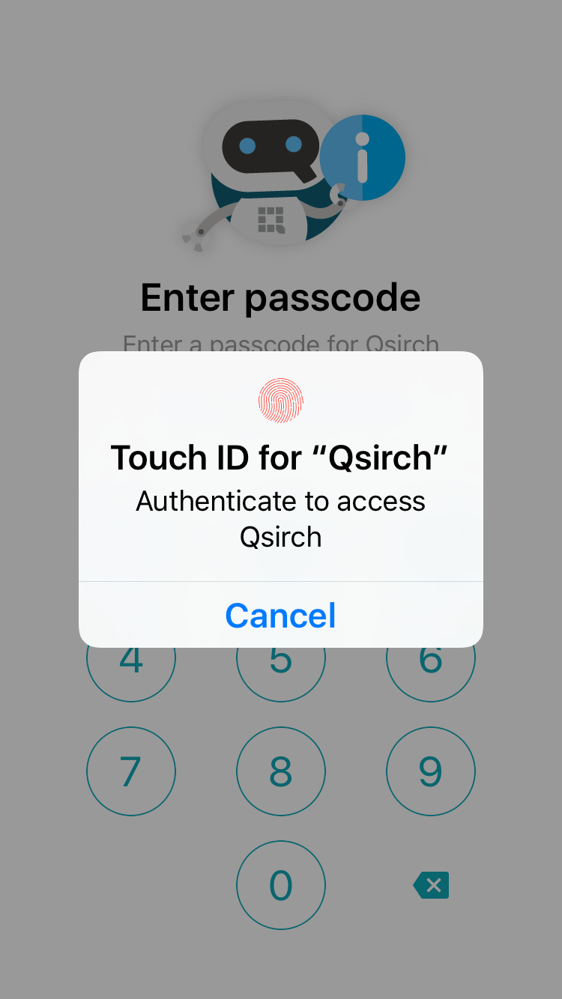 Enter passcode
Enter a passcode for Qsirch
Touch ID for “Qsirch”
Authenticate to access
Qsirch
Cancel
4 5 6
7 8 9
0